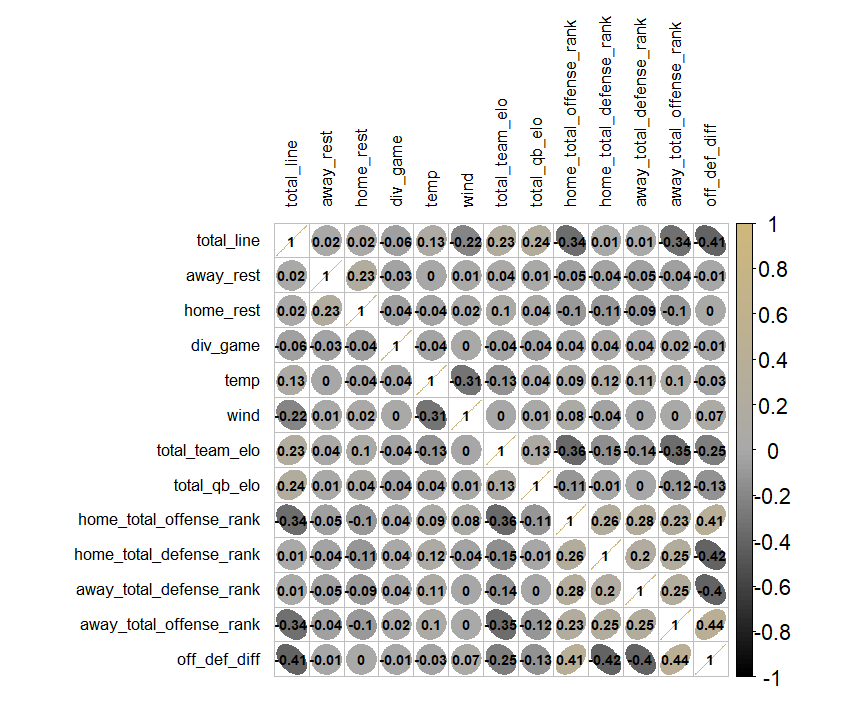 total_line
away_rest
home_rest
div_game
temp
wind
total_team_elo
total_qb_elo
home_total_offense_rank
home_total_defense_rank
away_total_defense_rank
away_total_offense_rank
off_def_diff
total_line 1 0.02 0.02 -0.06 0.13 -0.22 0.23 0.24 -0.34 0.01 0.01 -0.34 -0.41
away_rest 0.02 1 0.23 -0.03 0 0.01 0.04 0.01 -0.05 -0.04 -0.05 -0.04 -0.01
home_rest 0.02 0.23 1 -0.04 -0.04 0.02 0.1 0.04 -0.1 -0.11 -0.09 -0.1 0
div_game -0.06 -0.03 -0.04 1 -0.04 0 -0.04 -0.04 0.04 0.04 0.04 0.02 -0.01
temp 0.13 0 -0.04 -0.04 1 -0.31 -0.13 0.04 0.09 0.12 0.11 0.1 -0.03
wind -0.22 0.01 0.02 0 -0.31 1 0 0.01 0.08 -0.04 0 0 0.07
total_team_elo 0.23 0.04 0.1 -0.04 -0.13 0 1 0.13 -0.36 -0.15 -0.14 -0.35 -0.25
total_qb_elo 0.24 0.01 0.04 -0.04 0.04 0.01 0.13 1 -0.11 -0.01 0 -0.12 -0.13
home_total_offense_rank -0.34 -0.05 -0.1 0.04 0.09 0.08 -0.36 -0.11 1 0.26 0.28 0.23 0.41
home_total_defense_rank 0.01 -0.04 -0.11 0.04 0.12 -0.04 -0.15 -0.01 0.26 1 0.2 0.25 -0.42
away_total_defense_rank 0.01 -0.05 -0.09 0.04 0.11 0 -0.14 0 0.28 0.2 1 0.25 -0.4
away_total_offense_rank -0.34 -0.04 -0.1 0.02 0.1 0 -0.35 -0.12 0.23 0.25 0.25 1 0.44
off_def_diff -0.41 -0.01 0 -0.01 -0.03 0.07 -0.25 -0.13 0.41 -0.42 -0.4 0.44 1
1
0.8
0.6
0.4
0.2
0
-0.2
-0.4
-0.6
-0.8
-1